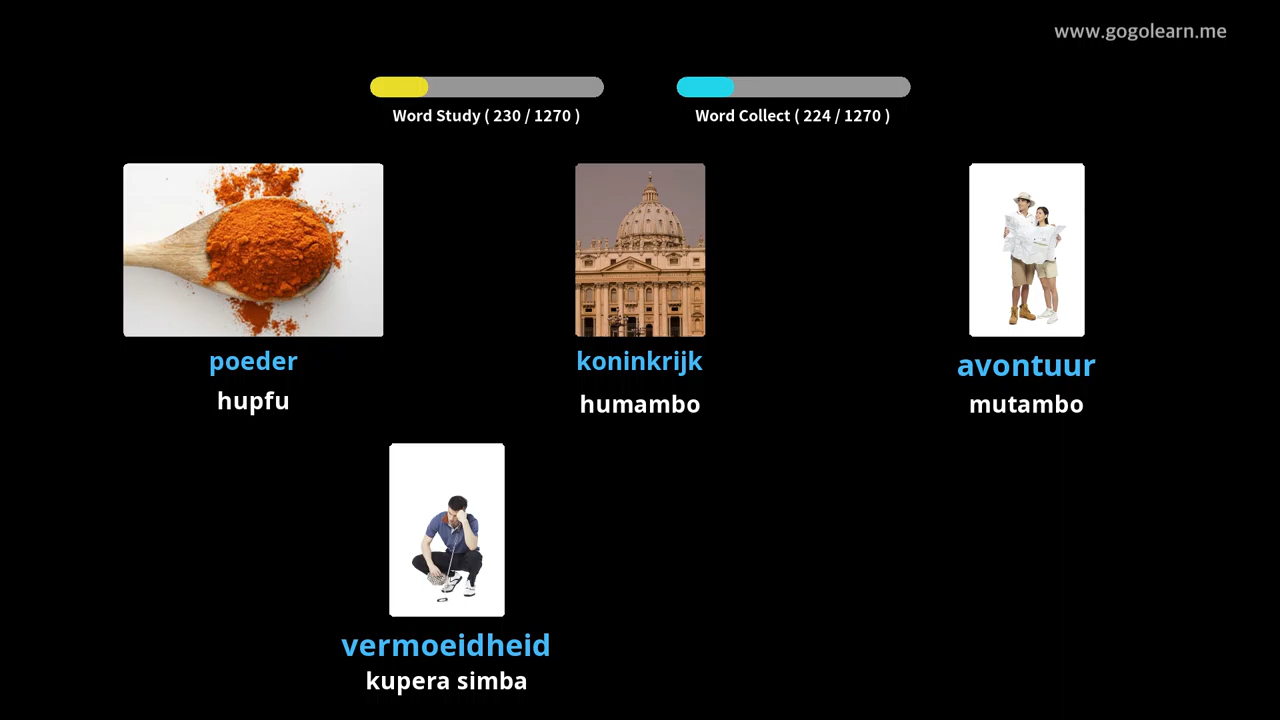 www.gogolearn.me
Word Study ( 230 / 1270 )
Word Collect ( 224 / 1270 )
poeder
hupfu
koninkrijk
humambo
avontuur
mutambo
vermoeidheid
kupera simba